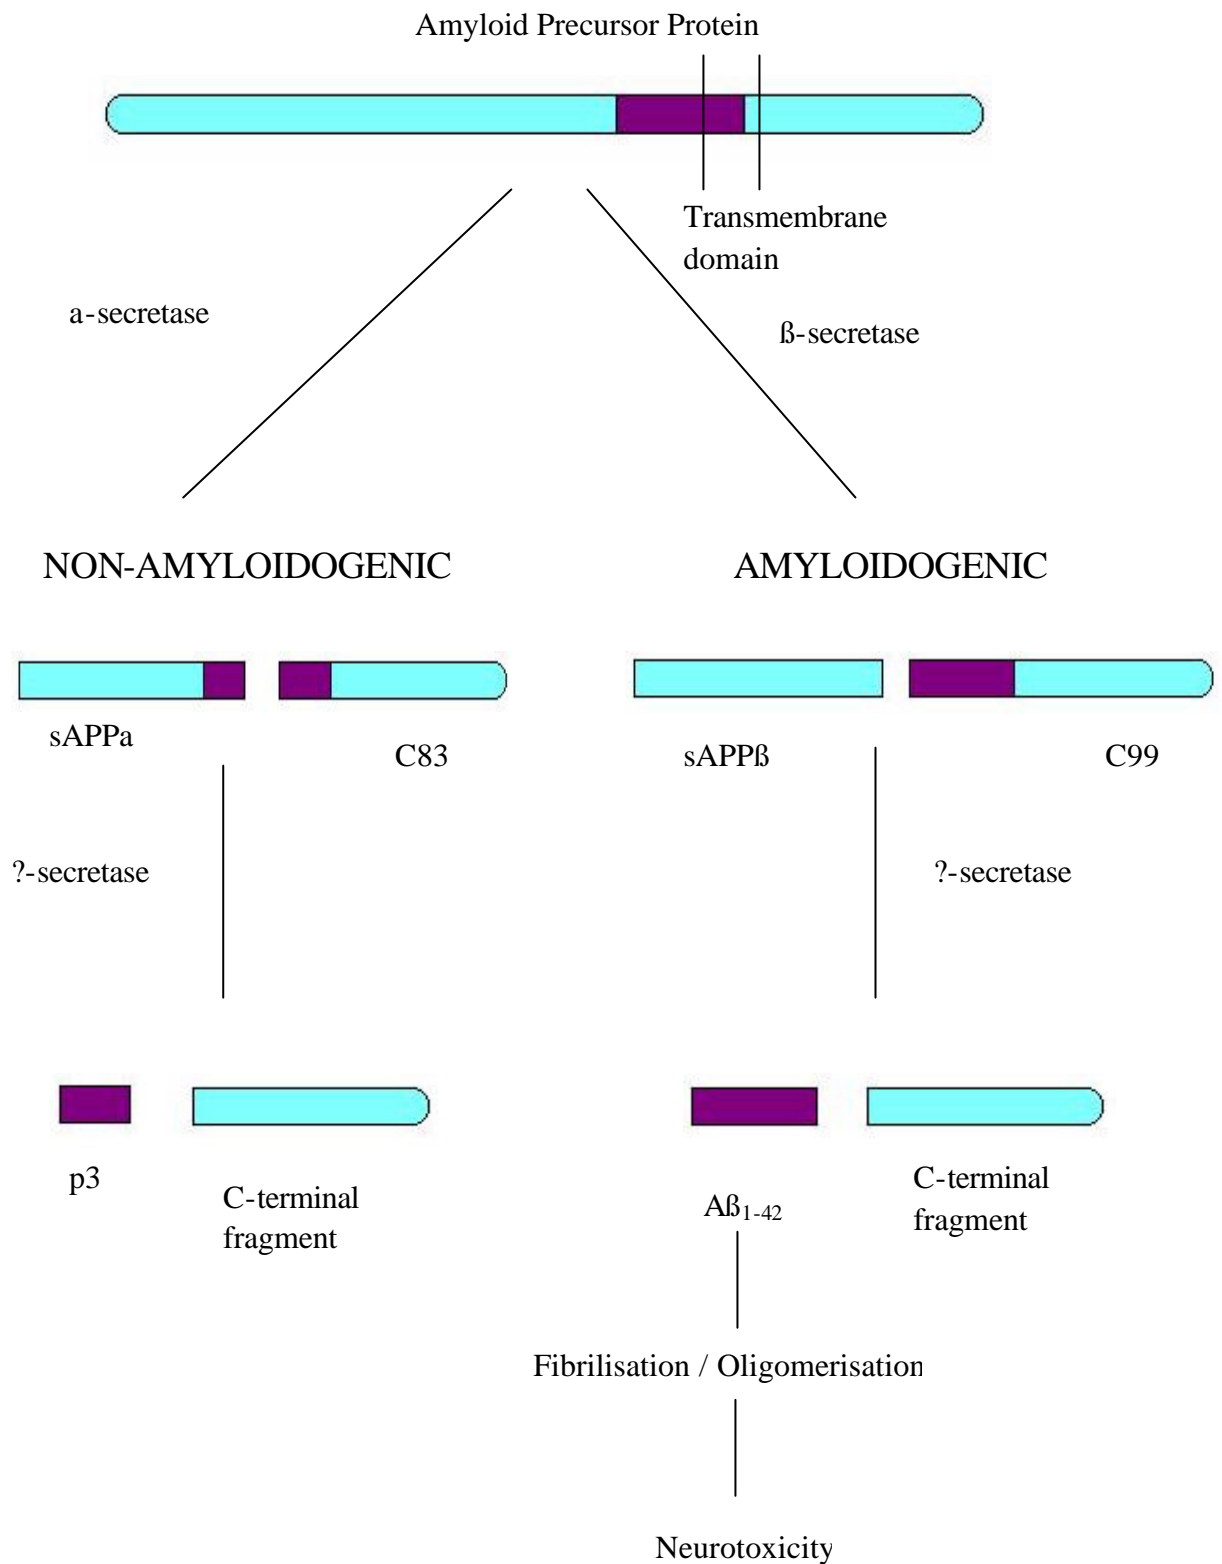 Amyloid Precursor Protein
Transmembrane
domain
a-secretase
ß-secretase
NON-AMYLOIDOGENIC
AMYLOIDOGENIC
sAPPa
C83
sAPPß
C99
?-secretase
?-secretase
p3
C-terminal
fragment
Aß1-42
C-terminal
fragment
Fibrilisation / Oligomerisation
Neurotoxicity